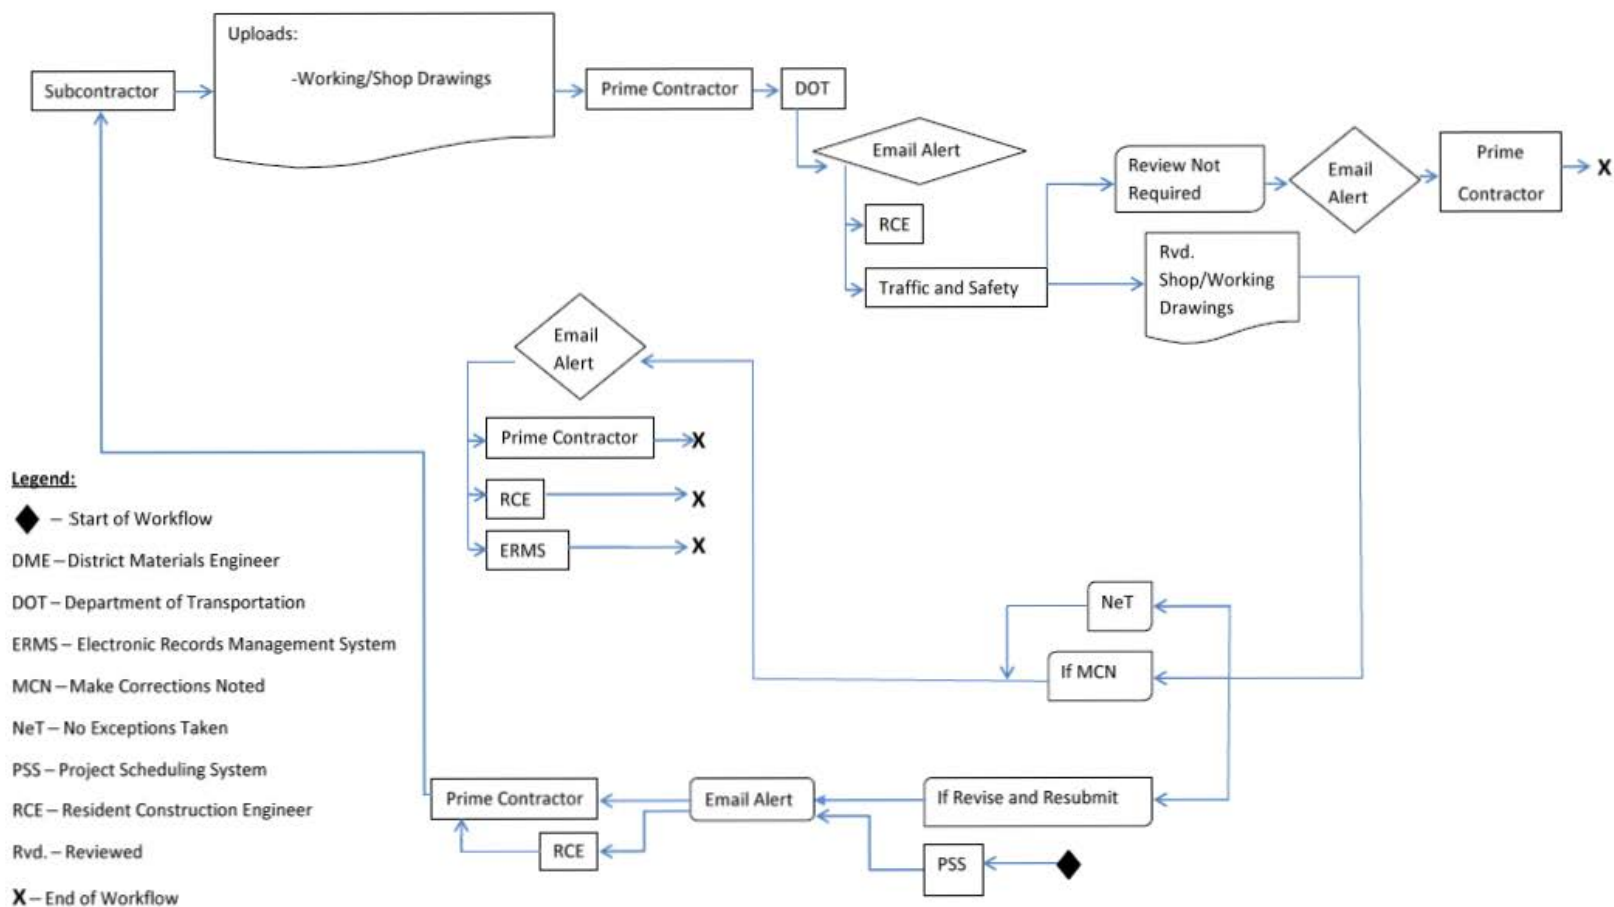 Uploads:
-Working/Shop Drawings
Subcontractor
Prime Contractor
DOT
Email Alert
RCE
Traffic and Safety
Review Not
Required
Email
Alert
Prime
Contractor
X
Rvd.
Shop/Working
Drawings
Email
Alert
Prime Contractor
X
RCE
X
ERMS
X
NeT
If MCN
If Revise and Resubmit
Email Alert
Prime Contractor
RCE
PSS
Legend:
– Start of Workflow
DME – District Materials Engineer
DOT – Department of Transportation
ERMS – Electronic Records Management System
MCN – Make Corrections Noted
NeT – No Exceptions Taken
PSS – Project Scheduling System
RCE – Resident Construction Engineer
Rvd. – Reviewed
X – End of Workflow